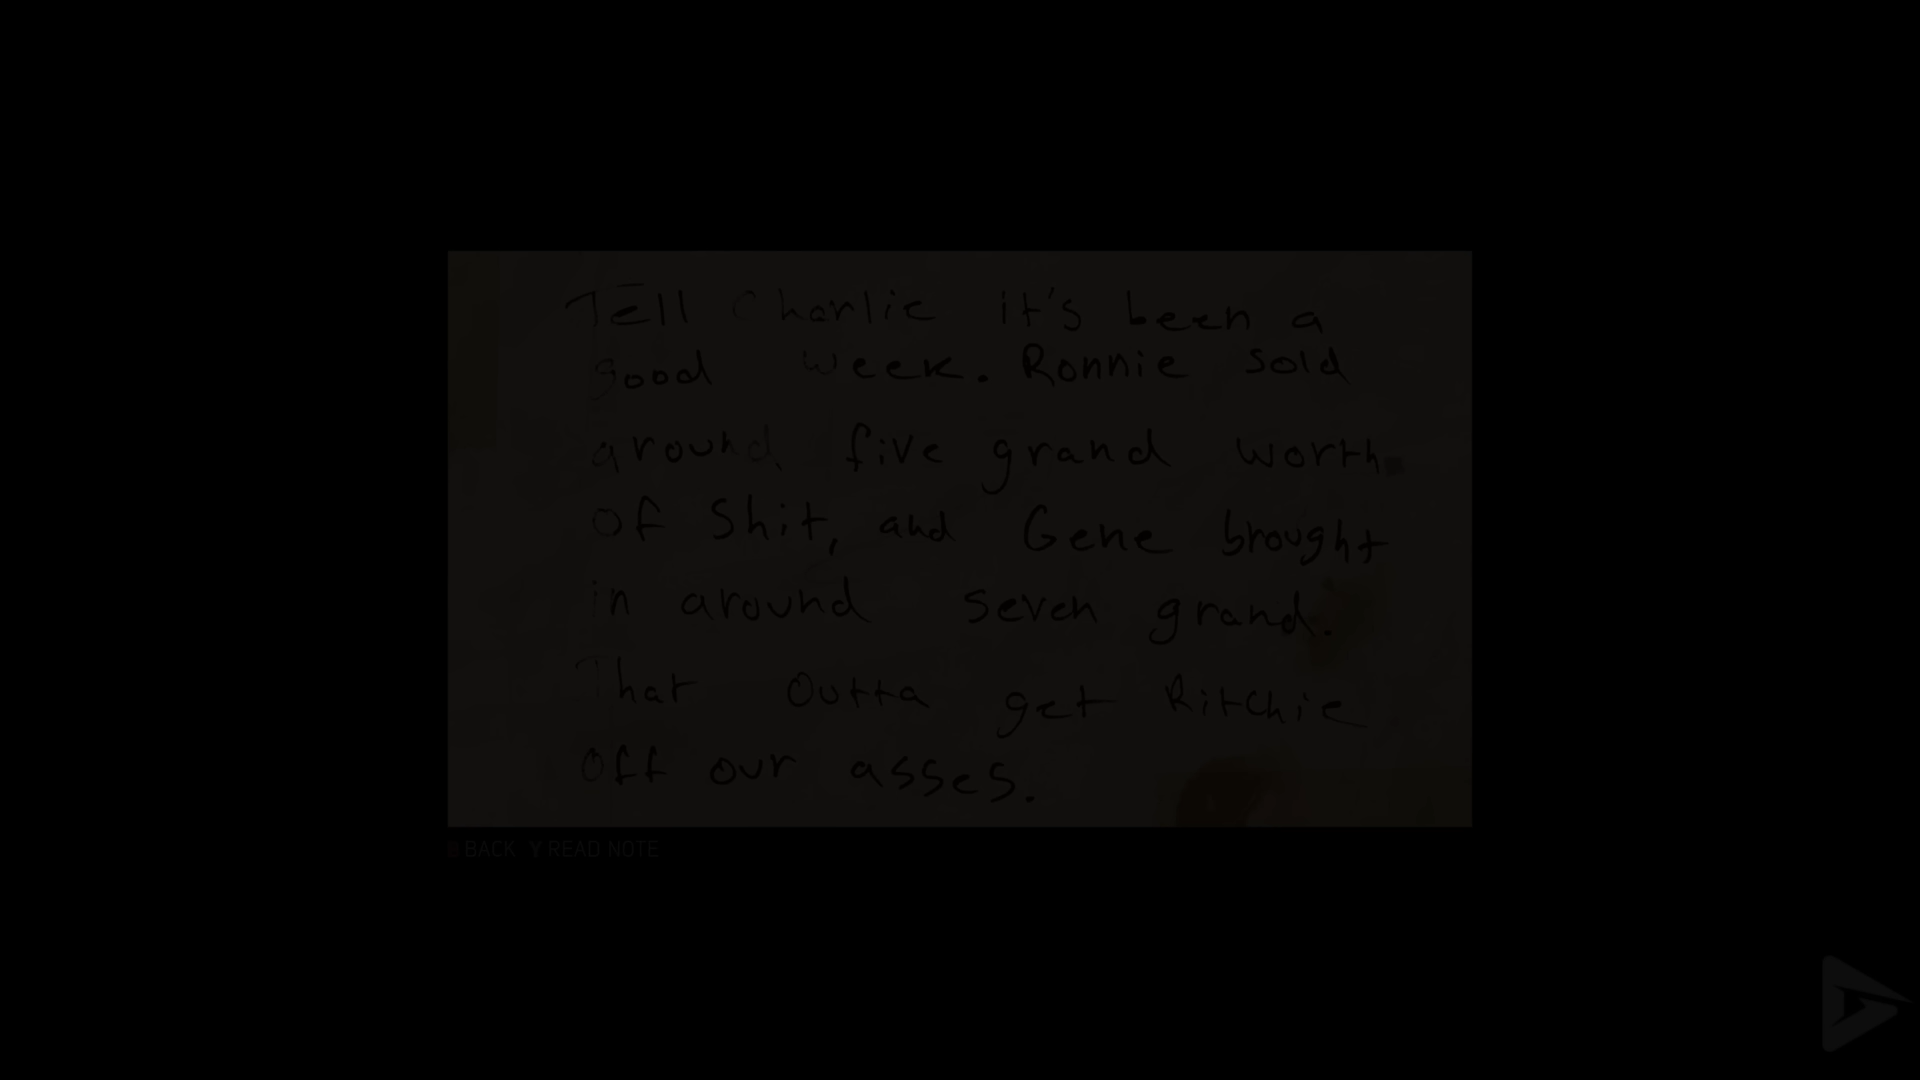 Tell Charlie it's been a
good week. Ronnie sold
around five grand worth
of Shit, and Gene brought
in around seven grand.
That Outta get Ritchie
Off our asses.
BACK Y READ NOTE